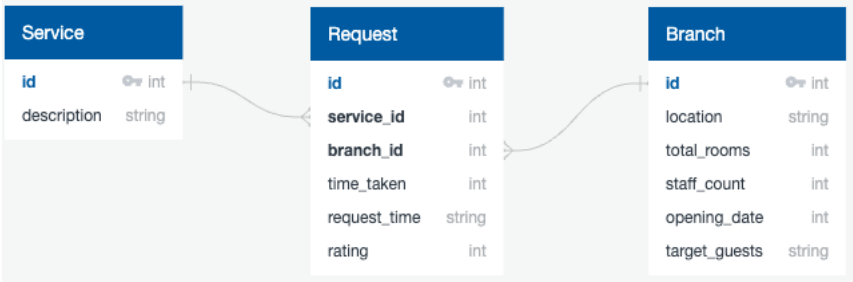 Service
id int
description string
Request
id int
service_id int
branch_id int
time_taken int
request_time string
rating int
Branch
id int
location string
total_rooms int
staff_count int
opening_date int
target_guests string